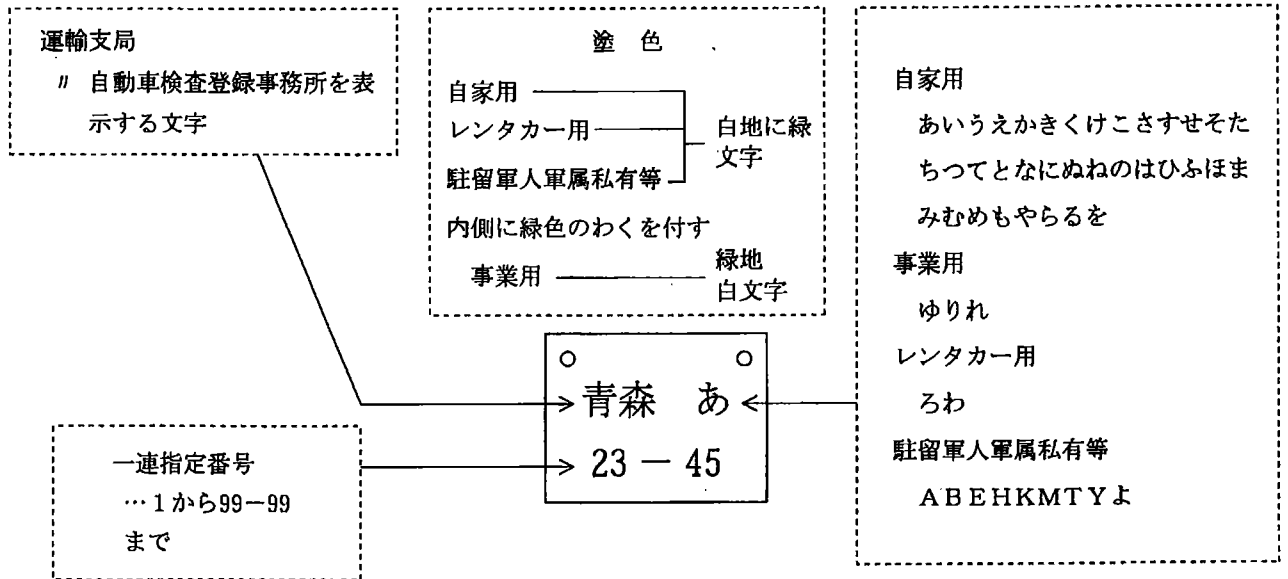 運輸支局
〃 自動車検査登録事務所を表
示する文字
塗 色
自家用
レンタカー用
駐留軍人軍属私有等
白地に緑
文字
内側に緑色のわくを付す
事業用
緑地
白文字
自家用
あいうえかきくけこさすせそた
ちつてとなにぬねのはひふほま
みむめもやらるを
事業用
ゆりれ
レンタカー用
ろわ
駐留軍人軍属私有等
ＡＢＥＨＫＭＴＹよ
青森 あ
23－45
一連指定番号
…１から99－99
まで